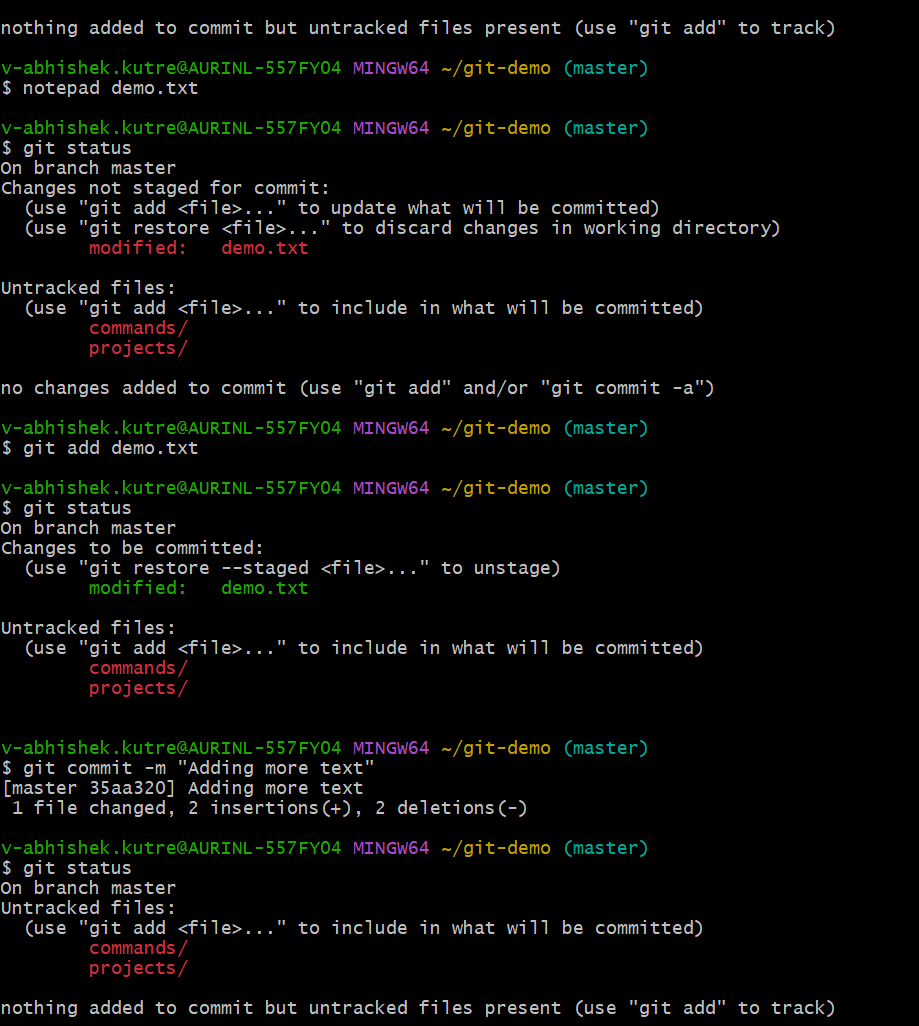 nothing added to commit but untracked files present (use "git add" to track)
v-abhishek.kutre@AURINL-557FY04 MINGW64 ~/git-demo (master)
$ notepad demo.txt
v-abhishek.kutre@AURINL-557FY04 MINGW64 ~/git-demo (master)
$ git status
On branch master
Changes not staged for commit:
  (use "git add <file>..." to update what will be committed)
  (use "git restore <file>..." to discard changes in working directory)
        modified:   demo.txt
Untracked files:
  (use "git add <file>..." to include in what will be committed)
        commands/
        projects/
no changes added to commit (use "git add" and/or "git commit -a")
v-abhishek.kutre@AURINL-557FY04 MINGW64 ~/git-demo (master)
$ git add demo.txt
v-abhishek.kutre@AURINL-557FY04 MINGW64 ~/git-demo (master)
$ git status
On branch master
Changes to be committed:
  (use "git restore --staged <file>..." to unstage)
        modified:   demo.txt
Untracked files:
  (use "git add <file>..." to include in what will be committed)
        commands/
        projects/
v-abhishek.kutre@AURINL-557FY04 MINGW64 ~/git-demo (master)
$ git commit -m "Adding more text"
[master 35aa320] Adding more text
 1 file changed, 2 insertions(+), 2 deletions(-)
v-abhishek.kutre@AURINL-557FY04 MINGW64 ~/git-demo (master)
$ git status
On branch master
Untracked files:
  (use "git add <file>..." to include in what will be committed)
        commands/
        projects/
nothing added to commit but untracked files present (use "git add" to track)